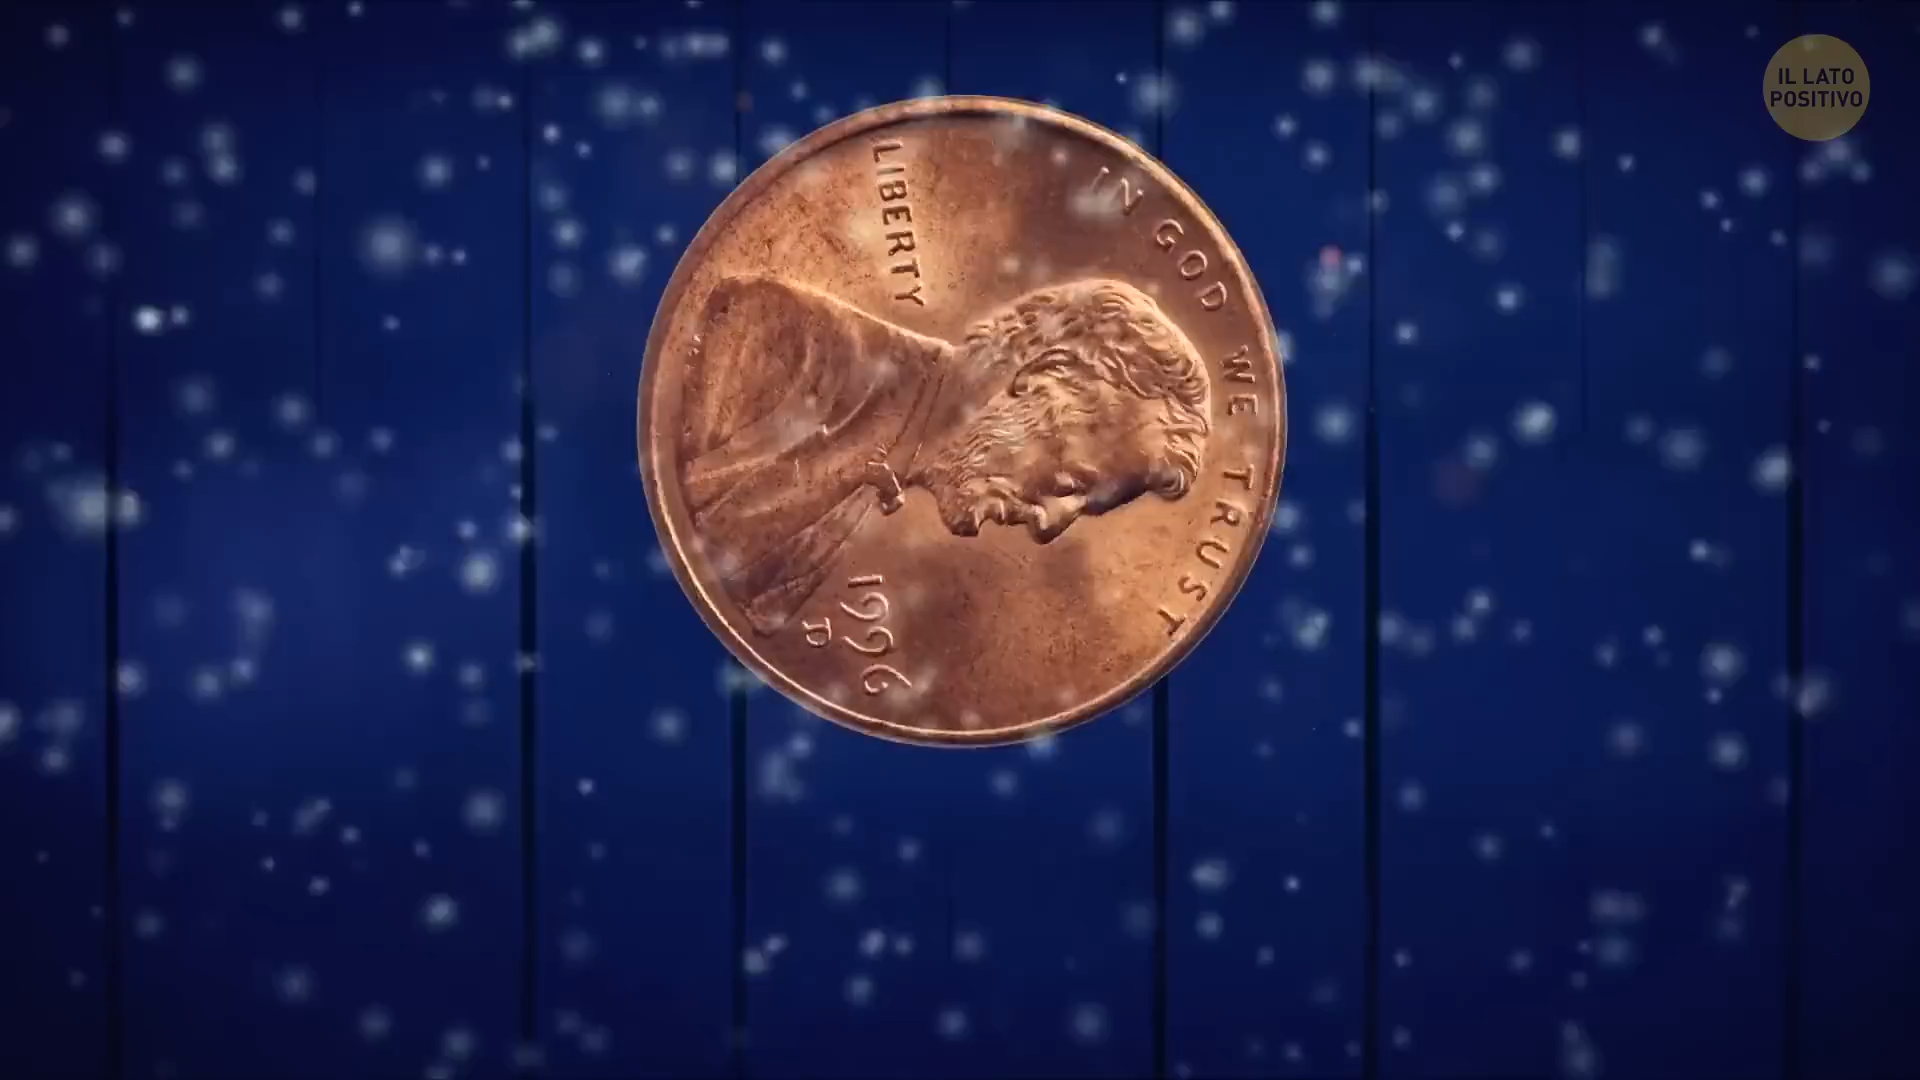 IL LATO
POSITIVO
IN GOD WE TRUST
LIBERTY
1996
D